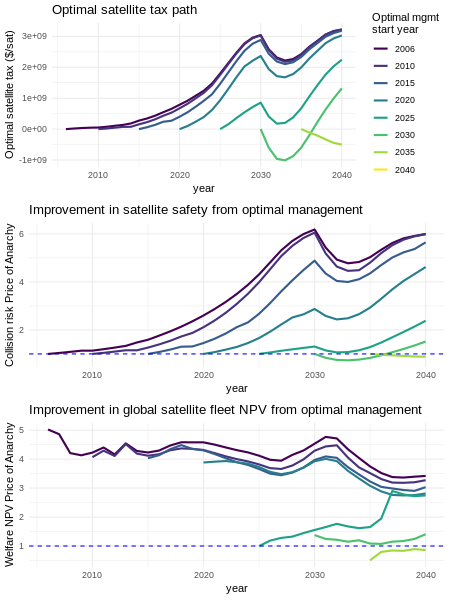 Optimal satellite tax path
Optimal satellite tax ($/sat)
3e+09
2e+09
1e+09
0e+00
-1e+09
2010
2020
2030
2040
year
Optimal mgmt
start year
2006
2010
2015
2020
2025
2030
2035
2040
Improvement in satellite safety from optimal management
Collision risk Price of Anarchy
6
4
2
2010
2020
2030
2040
year
Improvement in global satellite fleet NPV from optimal management
Welfare NPV Price of Anarchy
5
4
3
2
1
2010
2020
2030
2040
year